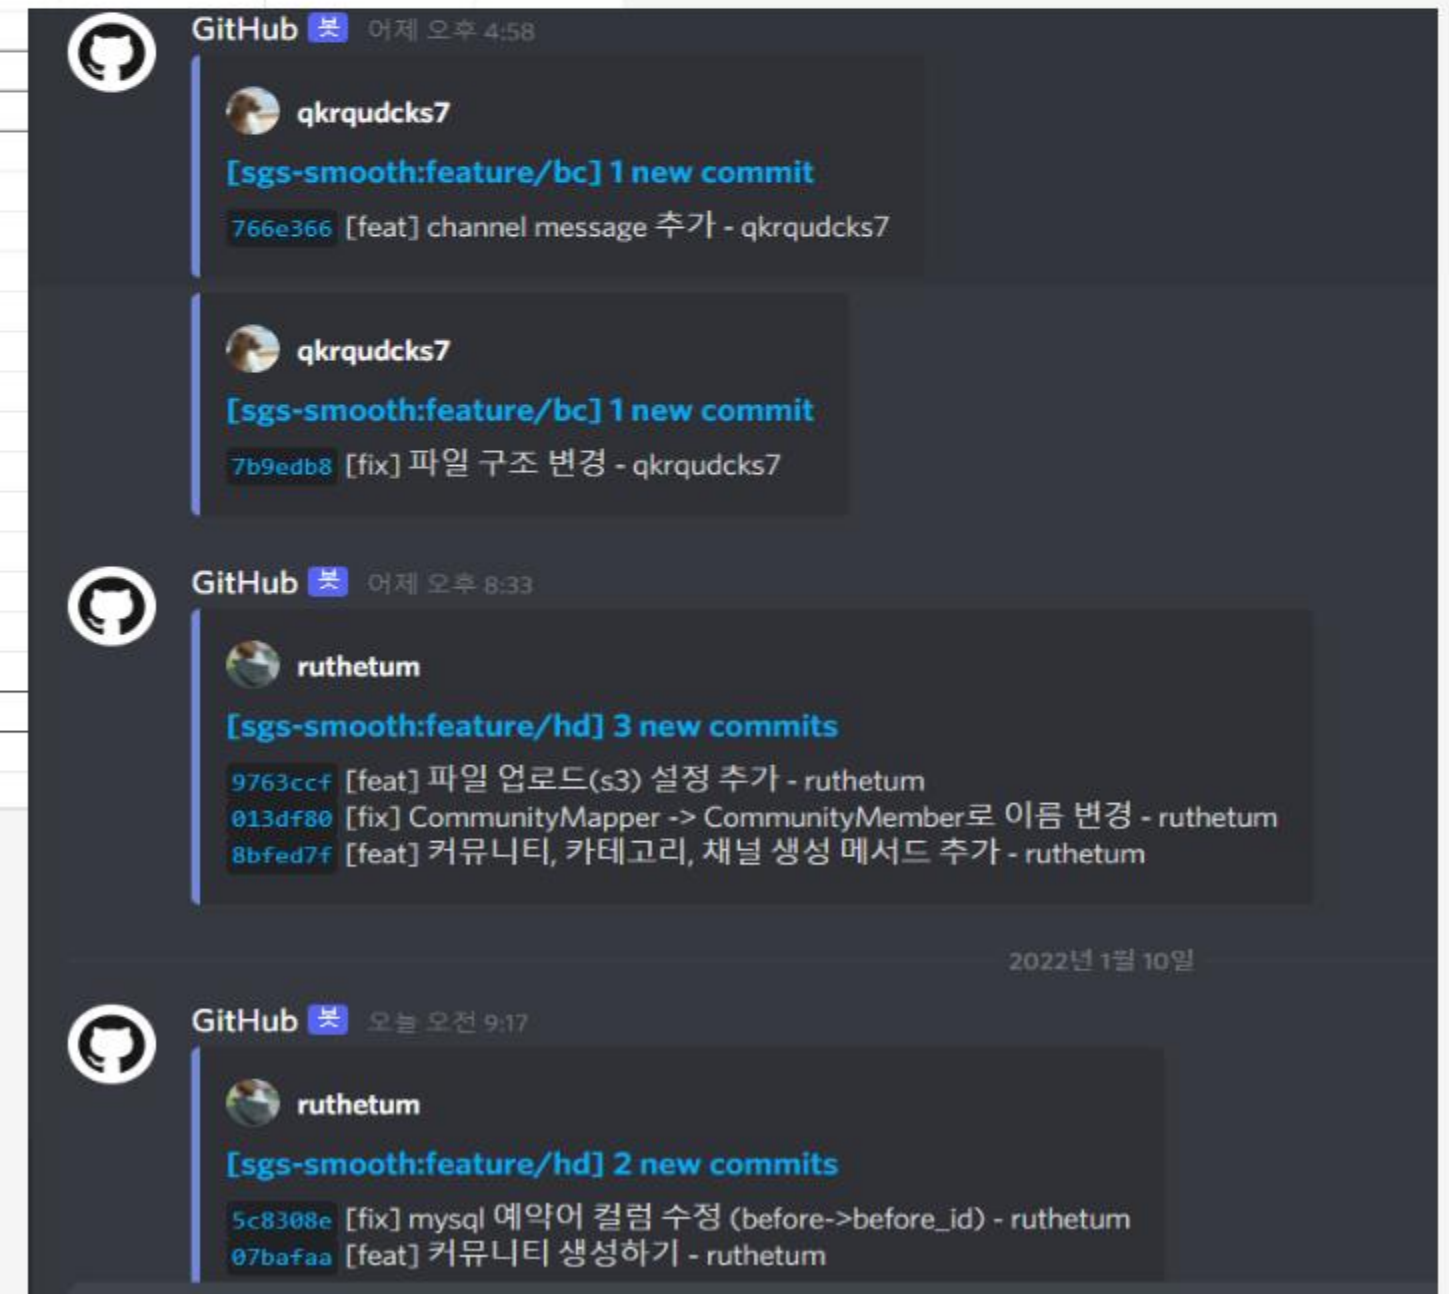 GitHub 봇 어제 오후 4:58
qkrqudcks7
[sgs-smooth:feature/bc] 1 new commit
766e366 [feat] channel message 추가 - qkrqudcks7
qkrqudcks7
[sgs-smooth:feature/bc] 1 new commit
7b9edb8 [fix] 파일 구조 변경 - qkrqudcks7
GitHub 봇 어제 오후 8:33
ruthetum
[sgs-smooth:feature/hd] 3 new commits
9763ccf [feat] 파일 업로드(s3) 설정 추가 - ruthetum
013df80 [fix] CommunityMapper -> CommunityMember로 이름 변경 - ruthetum
8bfed7f [feat] 커뮤니티, 카테고리, 채널 생성 메서드 추가 - ruthetum
2022년 1월 10일
GitHub 봇 오늘 오전 9:17
ruthetum
[sgs-smooth:feature/hd] 2 new commits
5c8308e [fix] mysql 예약어 컬럼 수정 (before->before_id) - ruthetum
07bafaa [feat] 커뮤니티 생성하기 - ruthetum